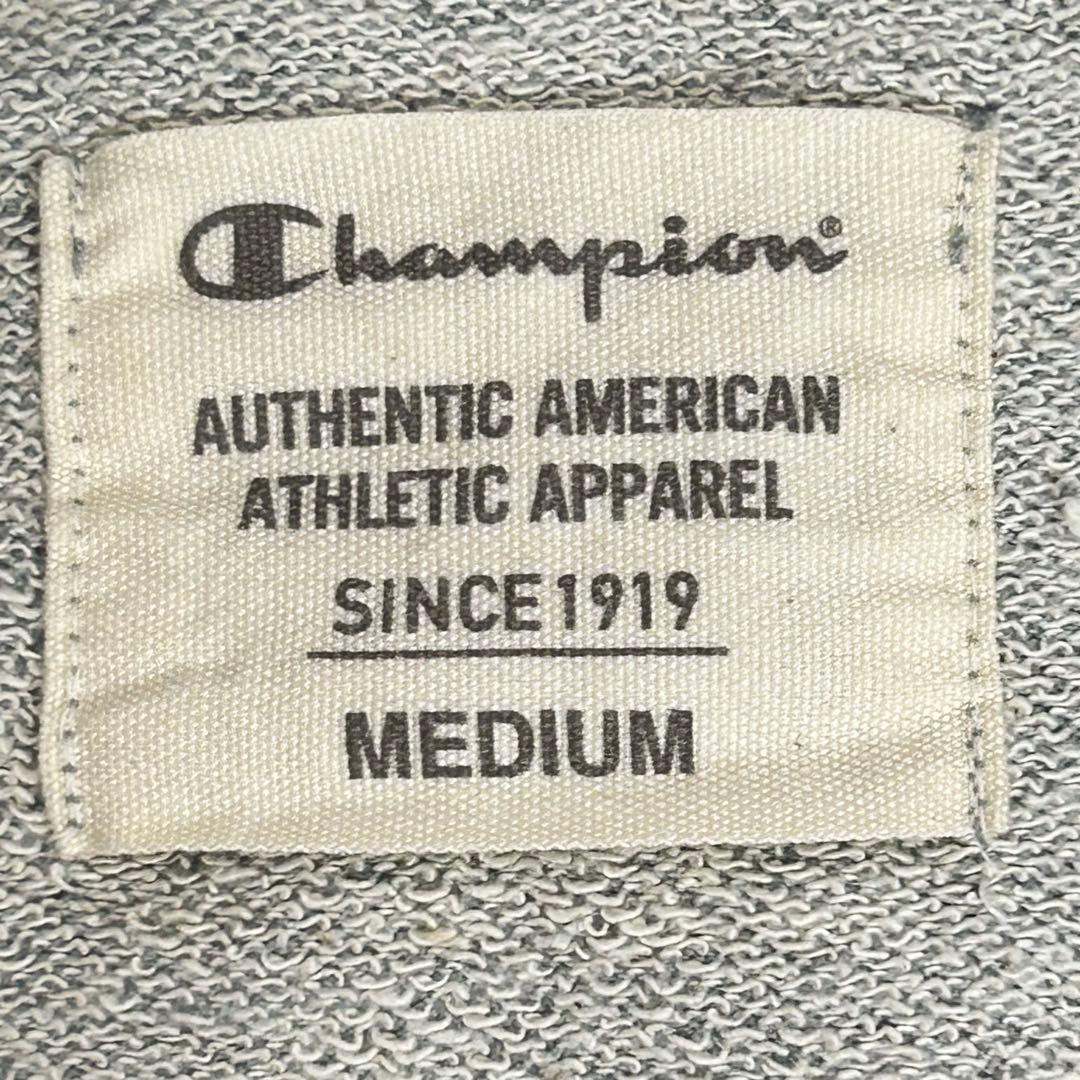 Champion®
AUTHENTIC AMERICAN
ATHLETIC APPAREL
SINCE 1919
MEDIUM